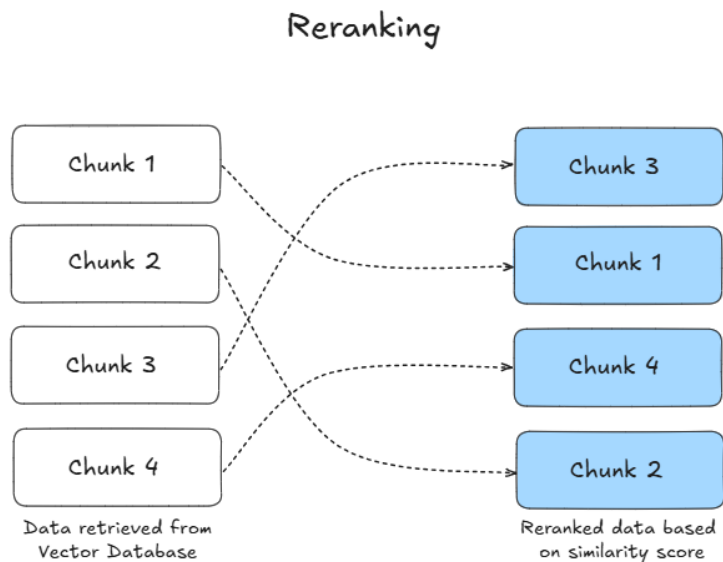 Reranking
Chunk 1
Chunk 2
Chunk 3
Chunk 4
Data retrieved from
Vector Database
Chunk 3
Chunk 1
Chunk 4
Chunk 2
Reranked data based
on similarity score